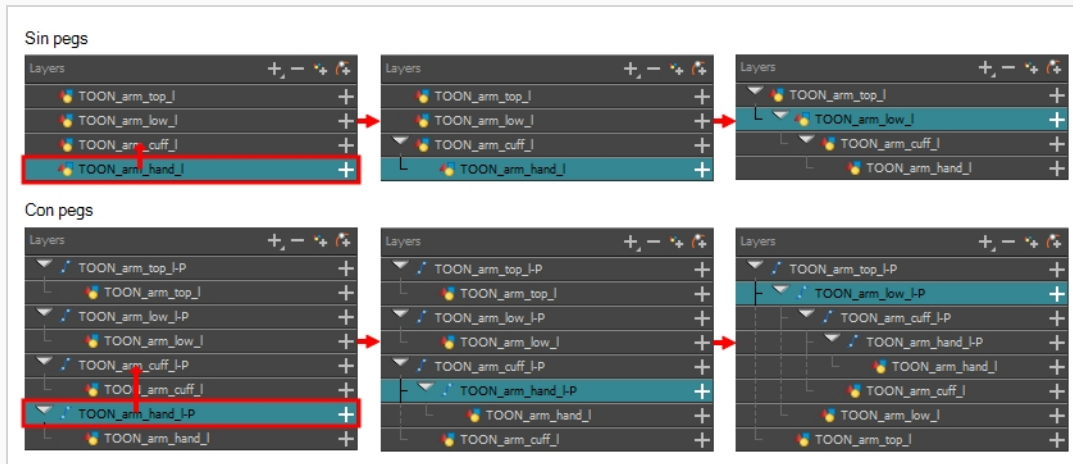 Sin pegs
Layers
TOON_arm_top_l
TOON_arm_low_l
TOON_arm_cuff_l
TOON_arm_hand_l
Layers
TOON_arm_top_l
TOON_arm_low_l
TOON_arm_cuff_l
TOON_arm_hand_l
Layers
TOON_arm_top_l
TOON_arm_low_l
TOON_arm_cuff_l
TOON_arm_hand_l
Con pegs
Layers
TOON_arm_top_l-P
TOON_arm_top_l
TOON_arm_low_l-P
TOON_arm_low_l
TOON_arm_cuff_l-P
TOON_arm_cuff_l
TOON_arm_hand_l-P
TOON_arm_hand_l
Layers
TOON_arm_top_l-P
TOON_arm_top_l
TOON_arm_low_l-P
TOON_arm_low_l
TOON_arm_cuff_l-P
TOON_arm_hand_l-P
TOON_arm_hand_l
TOON_arm_cuff_l
Layers
TOON_arm_top_l-P
TOON_arm_low_l-P
TOON_arm_cuff_l-P
TOON_arm_hand_l-P
TOON_arm_hand_l
TOON_arm_cuff_l
TOON_arm_low_l
TOON_arm_top_l